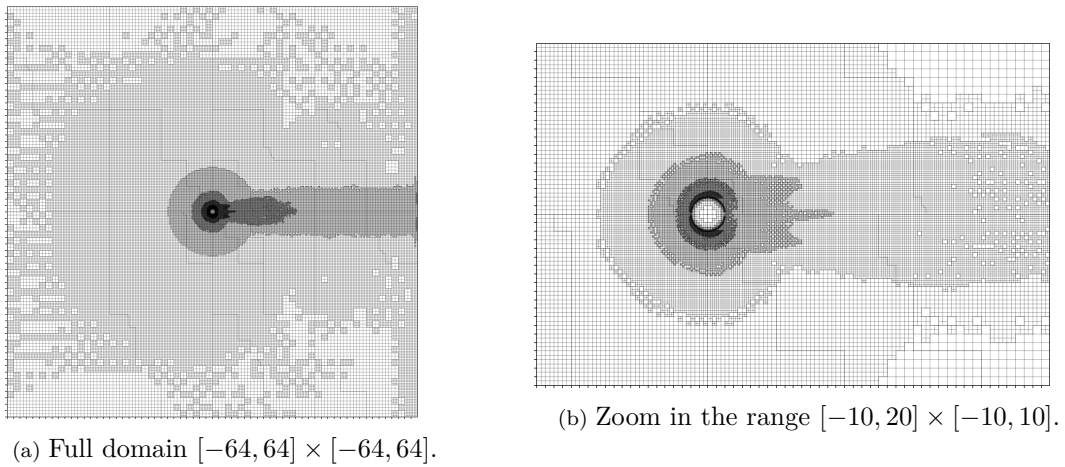 (a) Full domain [−64, 64] × [−64, 64].
(b) Zoom in the range [−10, 20] × [−10, 10].